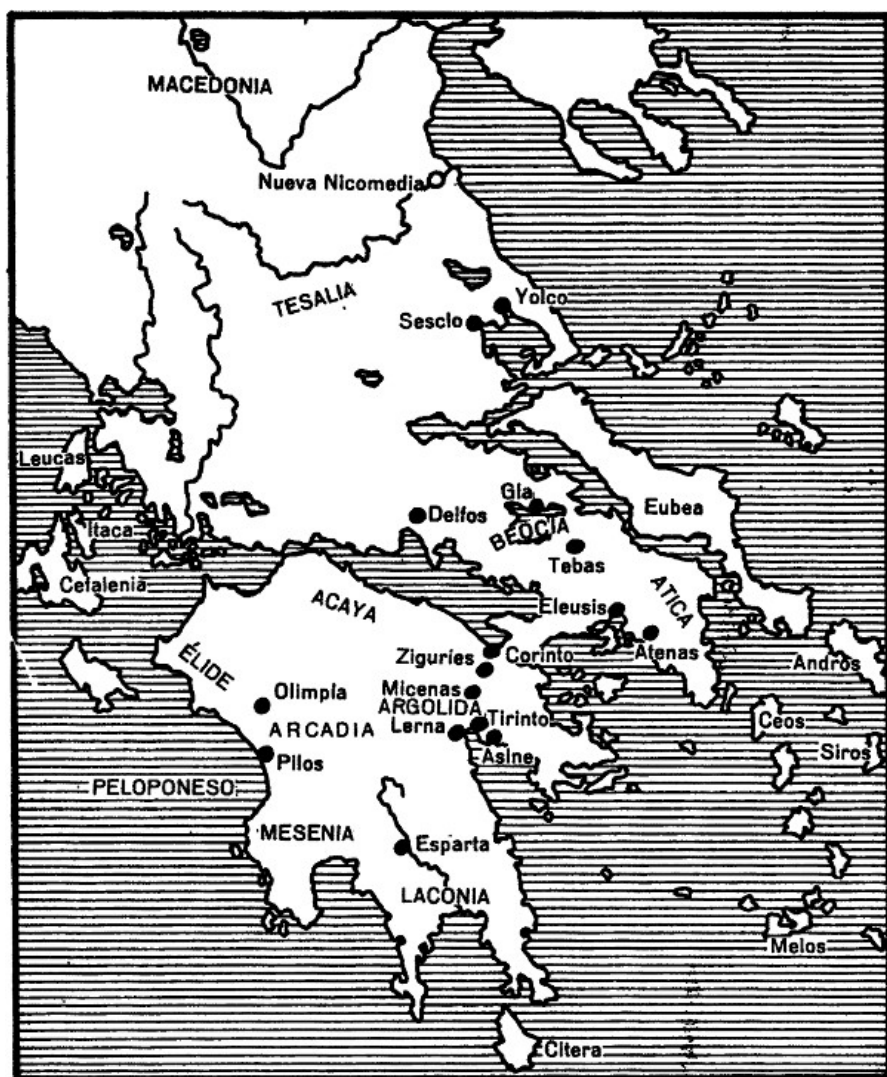 MACEDONIA
Nueva Nicomedia
TESALIA
Yolco
Sesclo
Leucas
Gla
Eubea
Itaca
Delfos
BEOCIA
Tebas
Cefalenia
ACAYA
ATICA
Eleusis
ÉLIDE
Ziguríes
Corinto
Atenas
Andros
Olimpia
Micenas
ARGOLIDA
Ceos
ARCADIA
Lerna
Tirinto
Pilos
Asine
Siros
PELOPONESO
MESENIA
Esparta
LACONIA
Melos
Citera